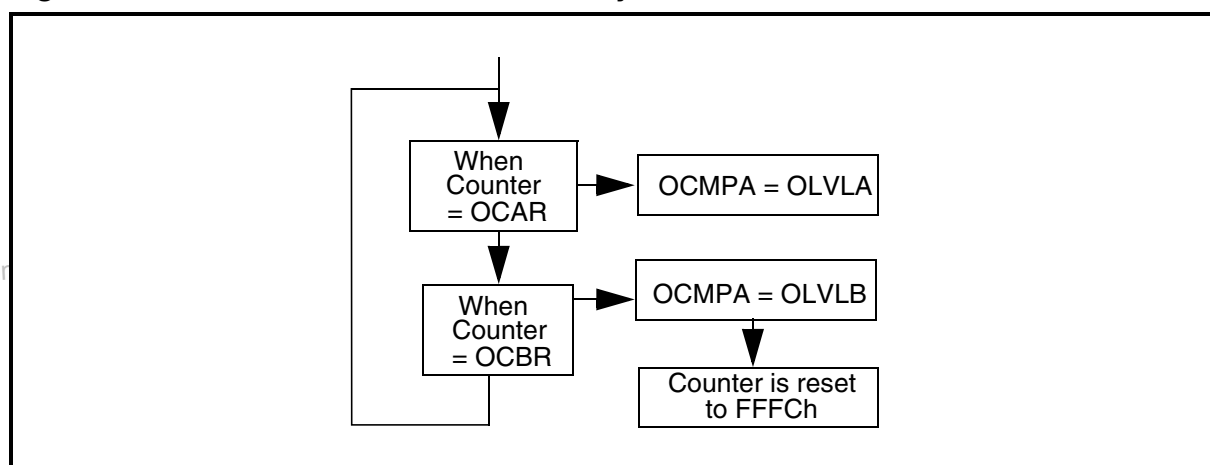 When
Counter
= OCAR
OCMPA = OLVLA
When
Counter
= OCBR
OCMPA = OLVLB
Counter is reset
to FFFCh